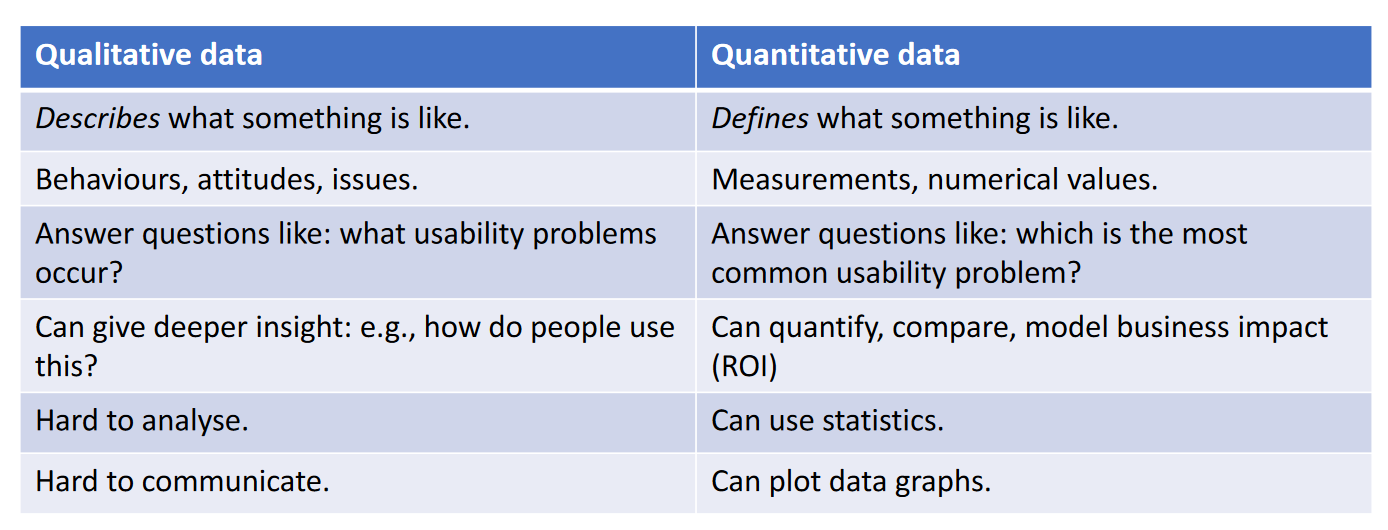 Qualitative data
Quantitative data
Describes what something is like.
Defines what something is like.
Behaviours, attitudes, issues.
Measurements, numerical values.
Answer questions like: what usability problems
occur?
Answer questions like: which is the most
common usability problem?
Can give deeper insight: e.g., how do people use
this?
Can quantify, compare, model business impact
(ROI)
Hard to analyse.
Can use statistics.
Hard to communicate.
Can plot data graphs.